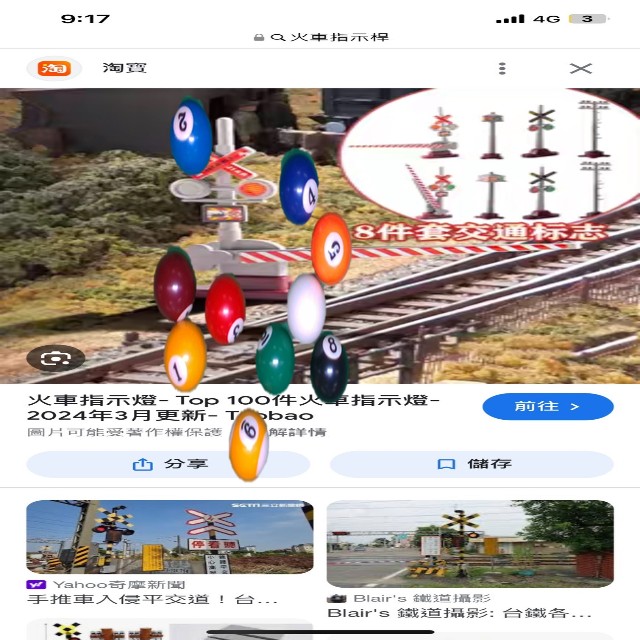 9:17
4G 3
火車指示桿
淘 淘寶
2
4
5
8件套交通标志
3
8
1
火車指示燈- Top 100件火車指示燈-
2024年3月更新- T obao
圖片可能受著作權保護 解詳情
9
前往 >
分享
儲存
停看聽
Yahoo奇摩新聞
手推車入侵平交道！台...
Blair's 鐵道攝影
Blair's 鐵道攝影: 台鐵各...